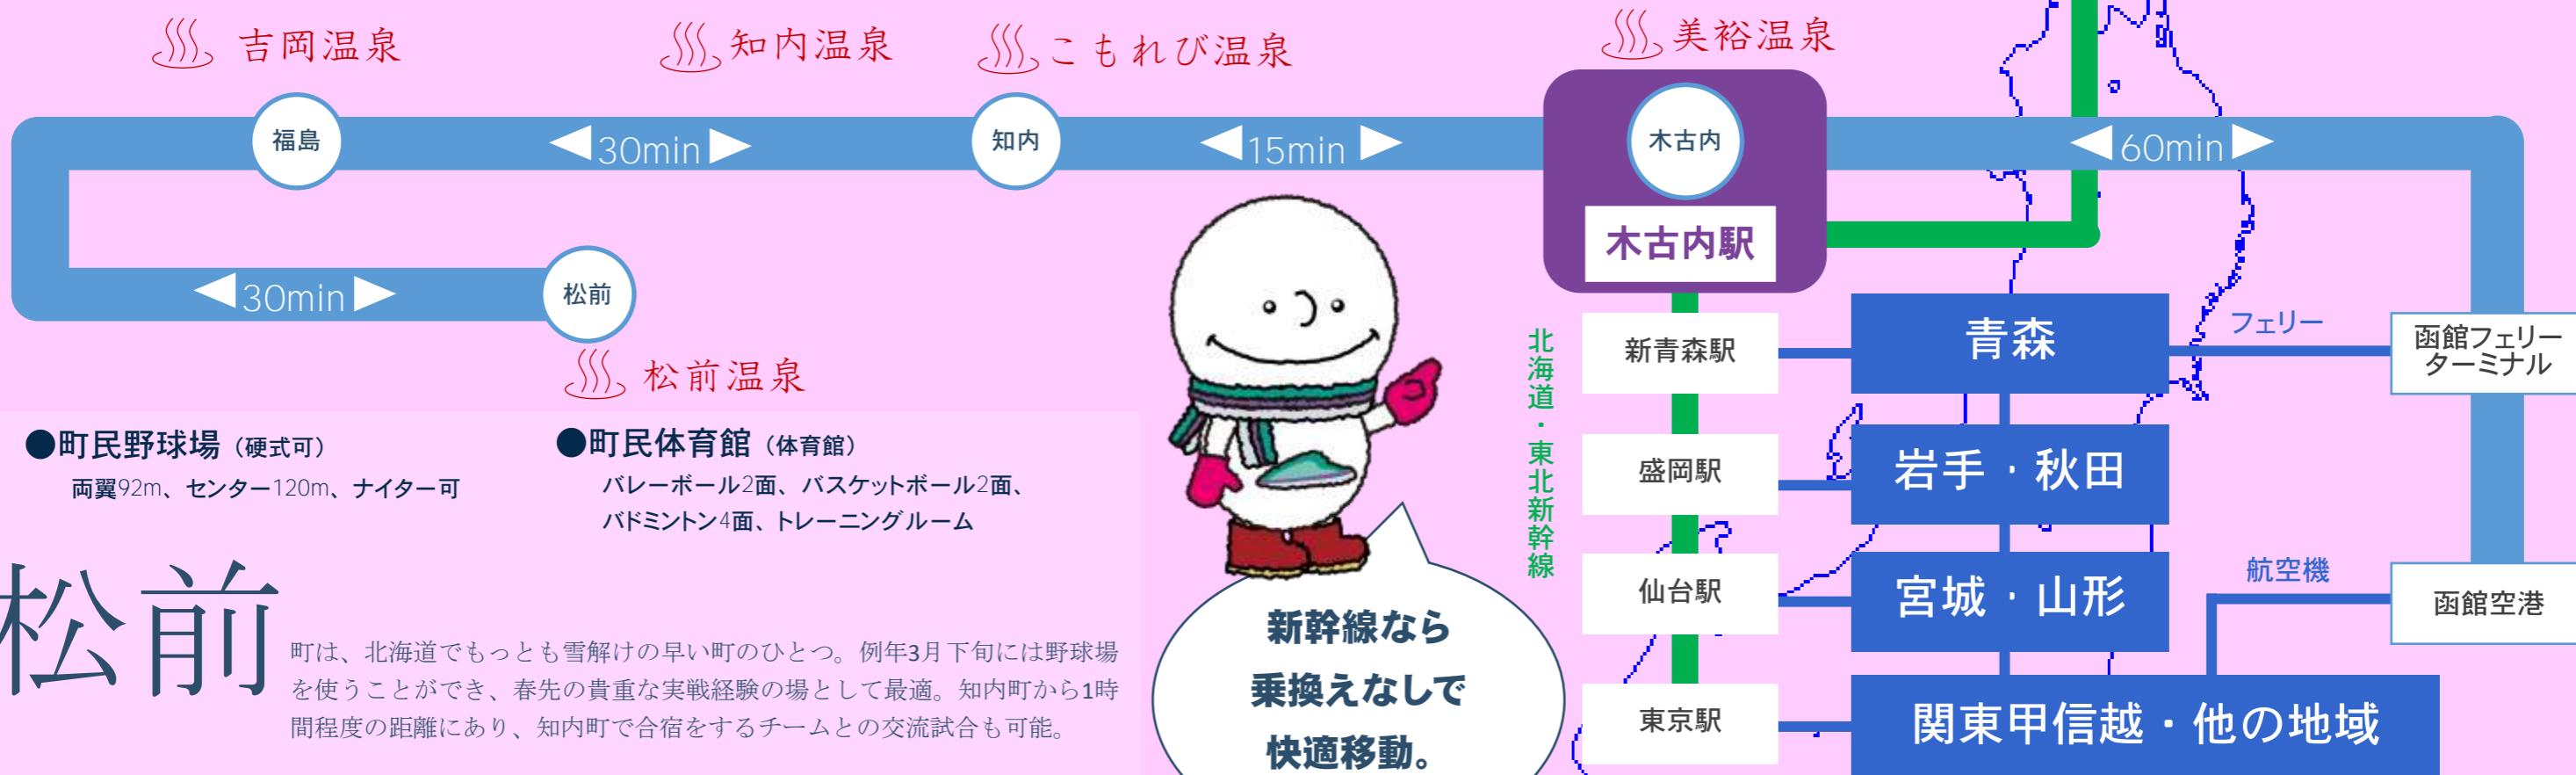 吉岡温泉
知内温泉
こもれび温泉
美裕温泉
福島
30min
知内
15min
木古内
60min
木古内駅
30min
松前
松前温泉
北海道・東北新幹線
新青森駅
青森
フェリー
函館フェリー
ターミナル
盛岡駅
岩手・秋田
仙台駅
宮城・山形
航空機
函館空港
東京駅
関東甲信越・他の地域
●町民野球場（硬式可）
両翼92m、センター120m、ナイター可
●町民体育館（体育館）
バレーボール2面、バスケットボール2面、
バドミントン4面、トレーニングルーム
松前
町は、北海道でもっとも雪解けの早い町のひとつ。例年3月下旬には野球場
を使うことができ、春先の貴重な実戦経験の場として最適。知内町から1時
間程度の距離にあり、知内町で合宿をするチームとの交流試合も可能。
新幹線なら
乗換えなしで
快適移動。